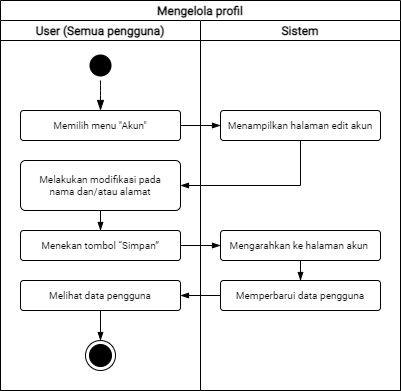 Mengelola profil
User (Semua pengguna)
Sistem
Memilih menu "Akun"
Menampilkan halaman edit akun
Melakukan modifikasi pada
nama dan/atau alamat
Menekan tombol “Simpan”
Mengarahkan ke halaman akun
Melihat data pengguna
Memperbarui data pengguna